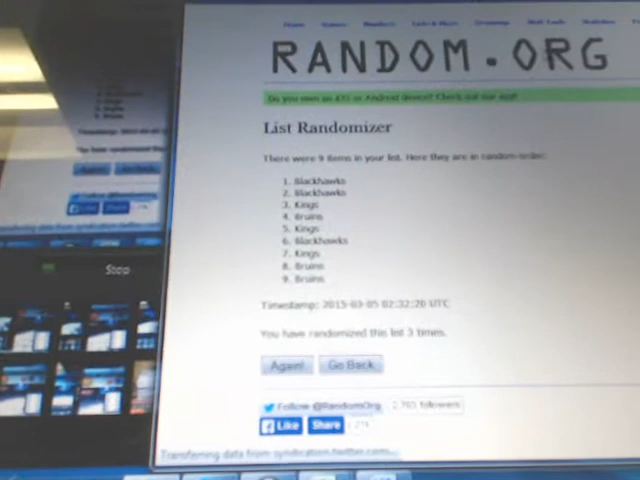 RANDOM.ORG
Do you own an iOS or Android device? Check out our app!
List Randomizer
There were 9 items in your list. Here they are in random order:
1. Blackhawks
2. Blackhawks
3. Kings
4. Bruins
5. Kings
6. Blackhawks
7. Kings
8. Bruins
9. Bruins
Timestamp: 2015-03-05 02:32:20 UTC
You have randomized this list 3 times.
Again! Go Back
Follow @RandomOrg
followers
Like Share
Transferring data from syndication.twitter.com...
Stop